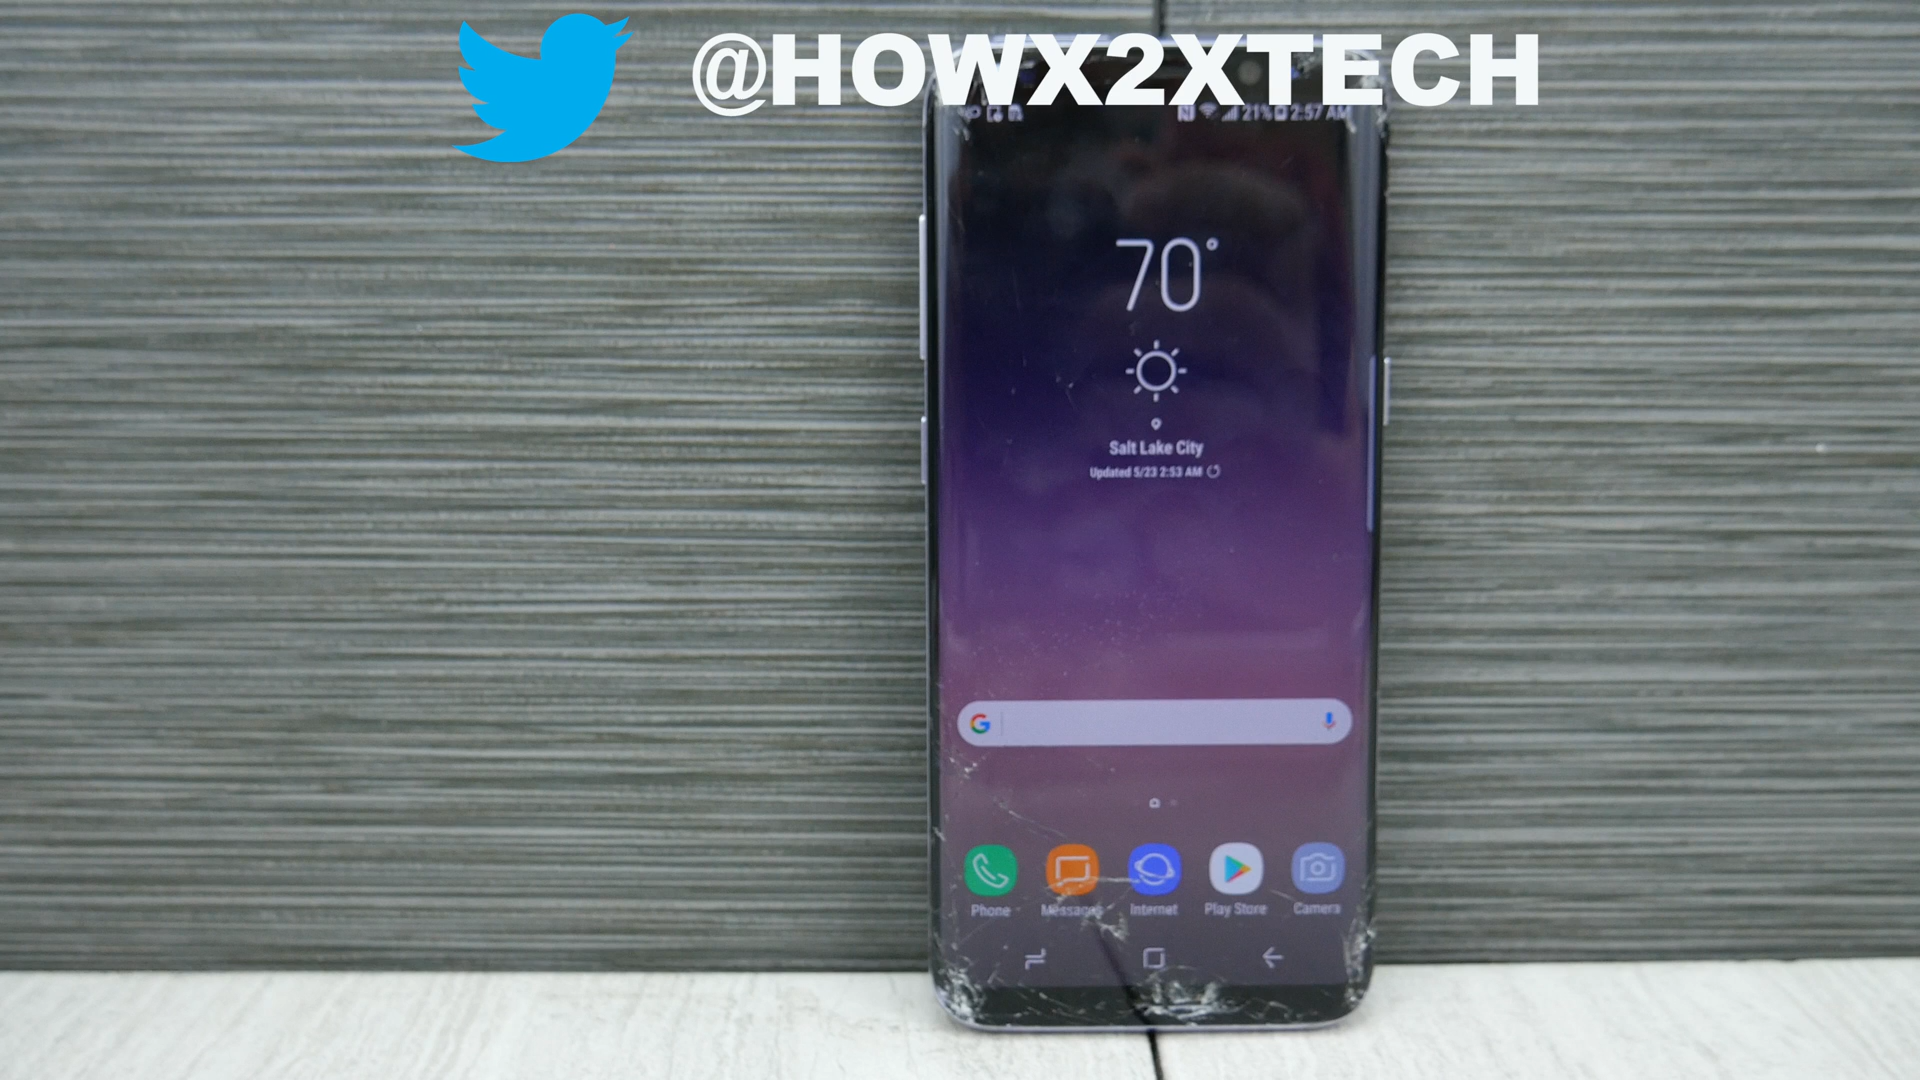 @HOWX2XTECH
21% 2:57 AM
70°
Salt Lake City
Updated 5/23 2:53 AM
G
Phone Messages Internet Play Store Camera